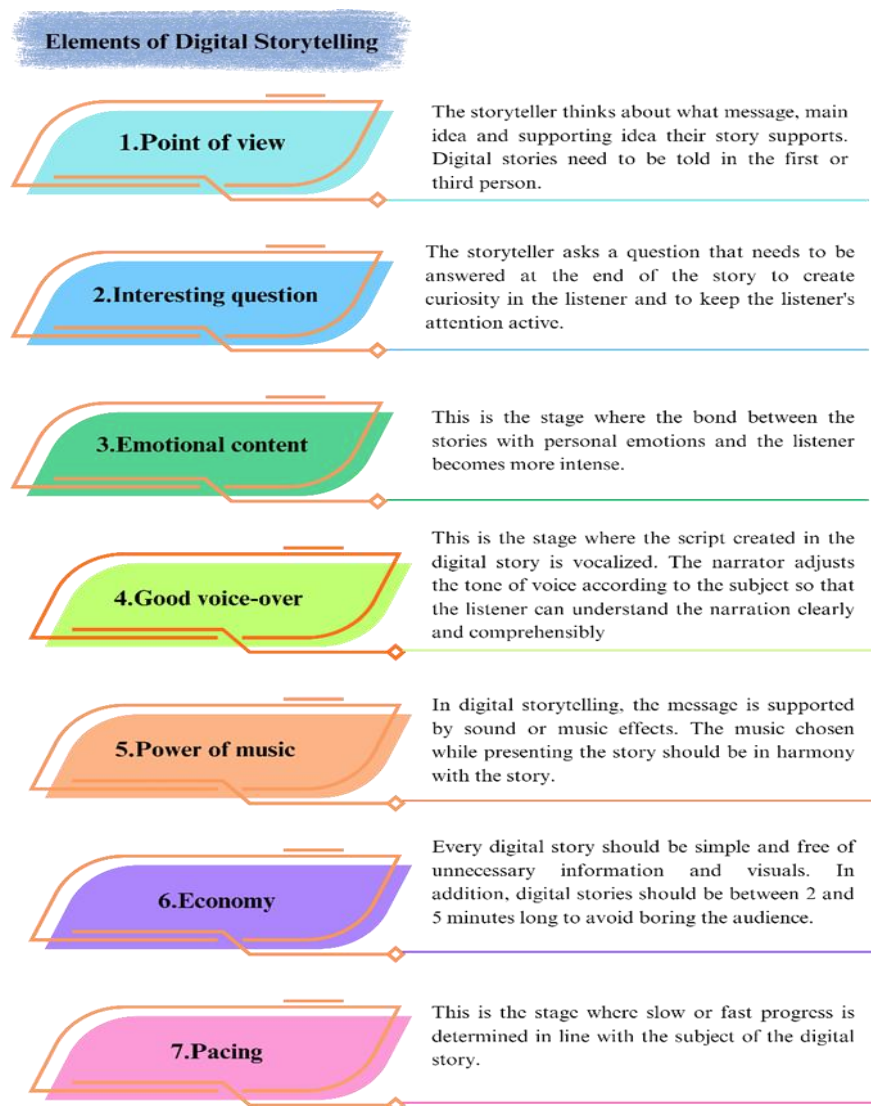 Elements of Digital Storytelling
1.Point of view
The storyteller thinks about what message, main
idea and supporting idea their story supports.
Digital stories need to be told in the first or
third person.
2.Interesting question
The storyteller asks a question that needs to be
answered at the end of the story to create
curiosity in the listener and to keep the listener's
attention active.
3.Emotional content
This is the stage where the bond between the
stories with personal emotions and the listener
becomes more intense.
4.Good voice-over
This is the stage where the script created in the
digital story is vocalized. The narrator adjusts
the tone of voice according to the subject so that
the listener can understand the narration clearly
and comprehensibly
5.Power of music
In digital storytelling, the message is supported
by sound or music effects. The music chosen
while presenting the story should be in harmony
with the story.
6.Economy
Every digital story should be simple and free of
unnecessary information and visuals. In
addition, digital stories should be between 2 and
5 minutes long to avoid boring the audience.
7.Pacing
This is the stage where slow or fast progress is
determined in line with the subject of the digital
story.